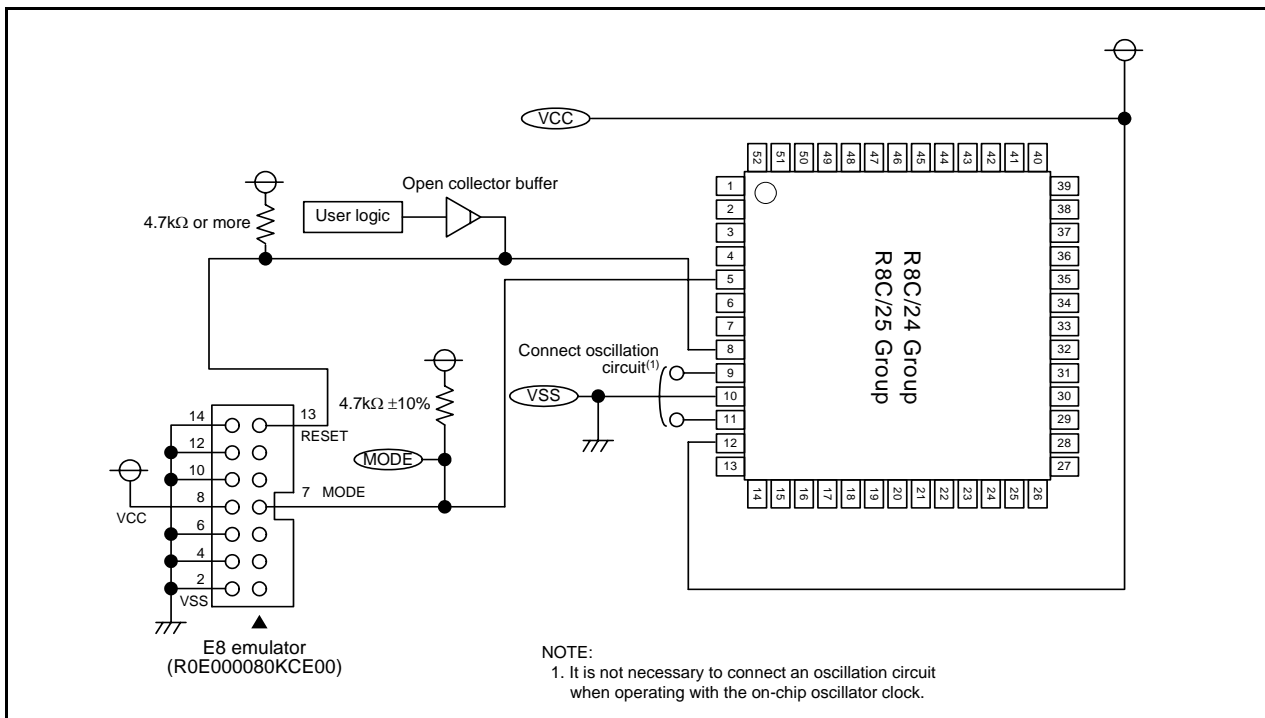 VCC
52 51 50 49 48 47 46 45 44 43 42 41 40
Open collector buffer
User logic
4.7kΩ or more
1
2
3
4
5
6
7
8
9
10
11
12
13
39
38
37
36
35
34
33
32
31
30
29
28
27
R8C/24 Group
R8C/25 Group
Connect oscillation
circuit(1)
VSS
4.7kΩ ±10%
MODE
14 13
RESET
12
10
8 7 MODE
VCC
6
4
2
VSS
14 15 16 17 18 19 20 21 22 23 24 25 26
E8 emulator
(R0E000080KCE00)
NOTE:
1. It is not necessary to connect an oscillation circuit
when operating with the on-chip oscillator clock.